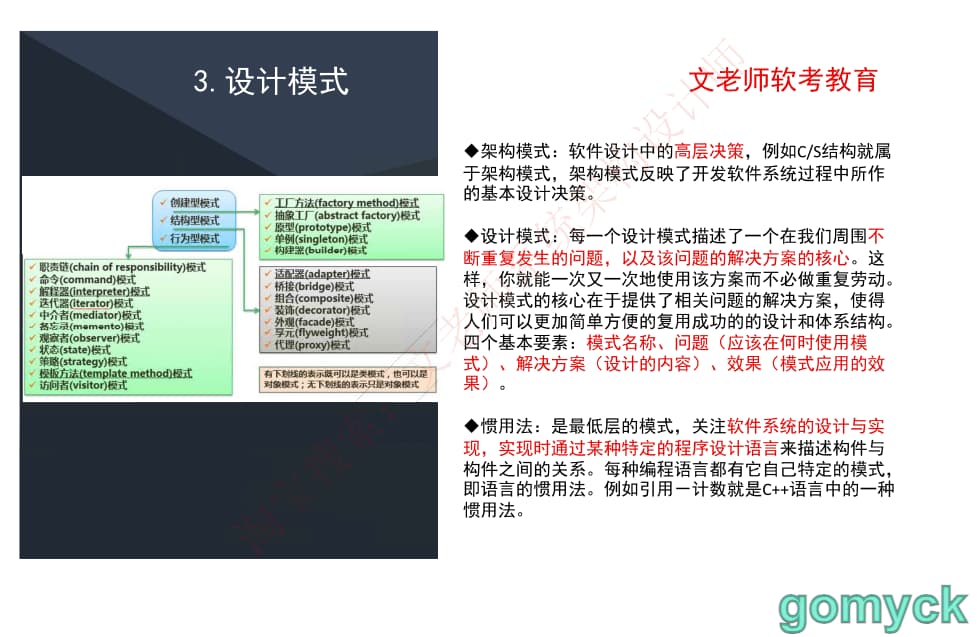 3. 设计模式
创建型模式
结构型模式
行为型模式
工厂方法(factory method)模式
抽象工厂(abstract factory)模式
原型(prototype)模式
单例(singleton)模式
构建器(builder)模式
职责链(chain of responsibility)模式
命令(command)模式
解释器(interpreter)模式
迭代器(iterator)模式
中介者(mediator)模式
备忘录(memento)模式
观察者(observer)模式
状态(state)模式
策略(strategy)模式
模板方法(template method)模式
访问者(visitor)模式
适配器(adapter)模式
桥接(bridge)模式
组合(composite)模式
装饰(decorator)模式
外观(facade)模式
享元(flyweight)模式
代理(proxy)模式
有下划线的表示既可以是类模式，也可以是
对象模式；无下划线的表示只是对象模式
文老师软考教育
◆架构模式：软件设计中的高层决策，例如C/S结构就属
于架构模式，架构模式反映了开发软件系统过程中所作
的基本设计决策。
◆设计模式：每一个设计模式描述了一个在我们周围不
断重复发生的问题，以及该问题的解决方案的核心。这
样，你就能一次又一次地使用该方案而不必做重复劳动。
设计模式的核心在于提供了相关问题的解决方案，使得
人们可以更加简单方便的复用成功的的设计和体系结构。
四个基本要素：模式名称、问题（应该在何时使用模
式）、解决方案（设计的内容）、效果（模式应用的效
果）。
◆惯用法：是最低层的模式，关注软件系统的设计与实
现，实现时通过某种特定的程序设计语言来描述构件与
构件之间的关系。每种编程语言都有它自己特定的模式，
即语言的惯用法。例如引用－计数就是C++语言中的一种
惯用法。
gomyck